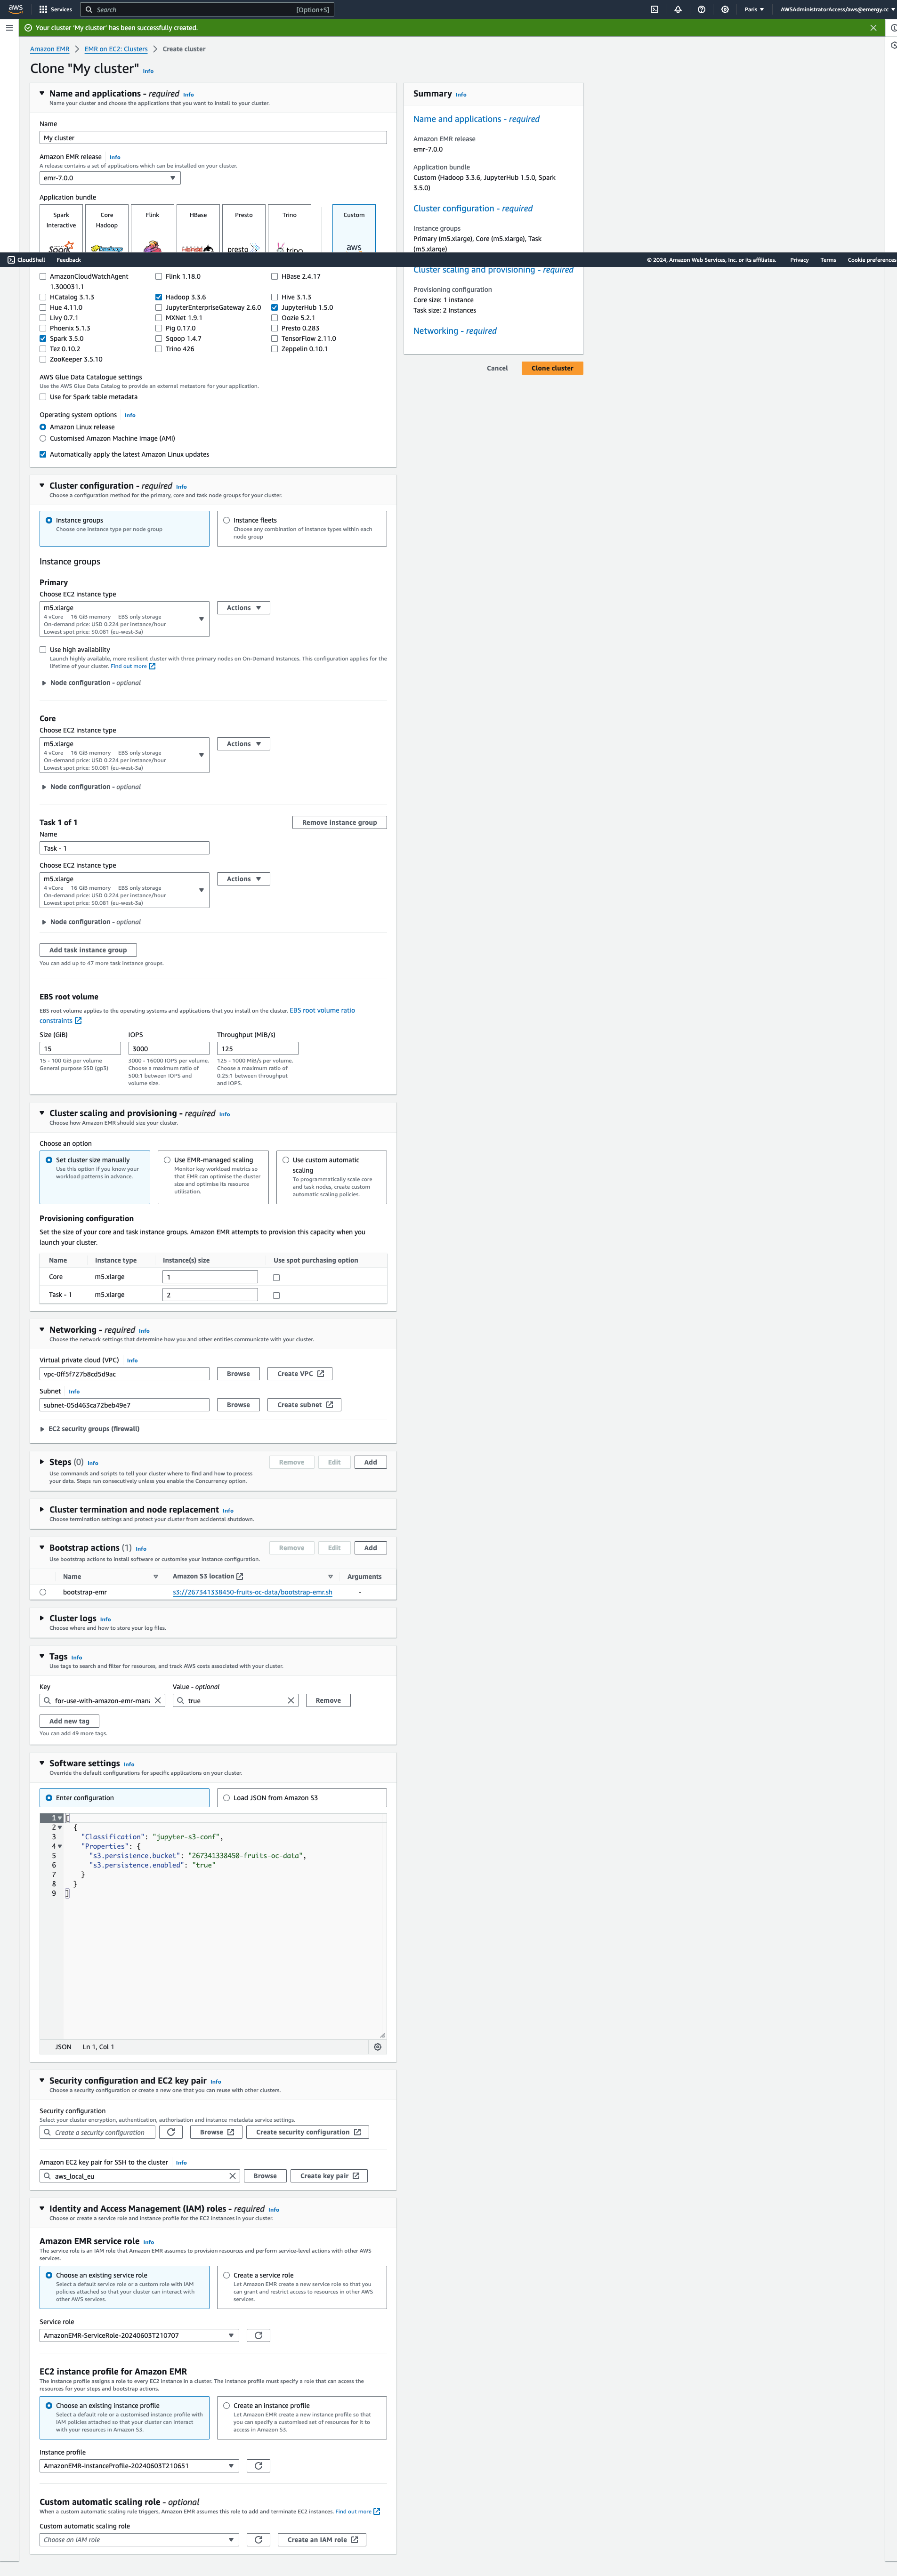 aws
Services
Search
[Option+S]
Paris
AWSAdministratorAccess/aws@emergy.cc
Your cluster 'My cluster' has been successfully created.
Amazon EMR
EMR on EC2: Clusters
Create cluster
Clone "My cluster" Info
Name and applications - required Info
Name your cluster and choose the applications that you want to install to your cluster.
Name
My cluster
Amazon EMR release Info
A release contains a set of applications which can be installed on your cluster.
emr-7.0.0
Application bundle
Spark Interactive
Core Hadoop
Flink
HBase
Presto
Trino
Custom
Spark
hadoop
presto
trino
aws
Summary Info
Name and applications - required
Amazon EMR release
emr-7.0.0
Application bundle
Custom (Hadoop 3.3.6, JupyterHub 1.5.0, Spark
3.5.0)
Cluster configuration - required
Instance groups
Primary (m5.xlarge), Core (m5.xlarge), Task
(m5.xlarge)
CloudShell
Feedback
© 2024, Amazon Web Services, Inc. or its affiliates.
Privacy
Terms
Cookie preferences
Cluster scaling and provisioning - required
Provisioning configuration
Core size: 1 instance
Task size: 2 instances
Networking - required
Cancel
Clone cluster
AmazonCloudWatchAgent
1.300031.1
Flink 1.18.0
HBase 2.4.17
HCatalog 3.1.3
Hadoop 3.3.6
Hive 3.1.3
Hue 4.11.0
JupyterEnterpriseGateway 2.6.0
JupyterHub 1.5.0
Livy 0.7.1
MXNet 1.9.1
Oozie 5.2.1
Phoenix 5.1.3
Pig 0.17.0
Presto 0.283
Spark 3.5.0
Sqoop 1.4.7
TensorFlow 2.11.0
Tez 0.10.2
Trino 426
Zeppelin 0.10.1
ZooKeeper 3.5.10
AWS Glue Data Catalogue settings
Use the AWS Glue Data Catalog to provide an external metastore for your application.
Use for Spark table metadata
Operating system options Info
Amazon Linux release
Customised Amazon Machine Image (AMI)
Automatically apply the latest Amazon Linux updates
Cluster configuration - required Info
Choose a configuration method for the primary, core and task node groups for your cluster.
Instance groups
Choose one instance type per node group
Instance fleets
Choose any combination of instance types within each
node group
Instance groups
Primary
Choose EC2 instance type
m5.xlarge
4 vCore 16 GiB memory EBS only storage
On-demand price: USD 0.224 per instance/hour
Lowest spot price: $0.081 (eu-west-3a)
Actions
Use high availability
Launch highly available, more resilient cluster with three primary nodes on On-Demand Instances. This configuration applies for the
lifetime of your cluster. Find out more
Node configuration - optional
Core
Choose EC2 instance type
m5.xlarge
4 vCore 16 GiB memory EBS only storage
On-demand price: USD 0.224 per instance/hour
Lowest spot price: $0.081 (eu-west-3a)
Actions
Node configuration - optional
Task 1 of 1
Remove instance group
Name
Task - 1
Choose EC2 instance type
m5.xlarge
4 vCore 16 GiB memory EBS only storage
On-demand price: USD 0.224 per instance/hour
Lowest spot price: $0.081 (eu-west-3a)
Actions
Node configuration - optional
Add task instance group
You can add up to 47 more task instance groups.
EBS root volume
EBS root volume applies to the operating systems and applications that you install on the cluster. EBS root volume ratio
constraints
Size (GiB)
15
15 - 100 GiB per volume
General purpose SSD (gp3)
IOPS
3000
3000 - 16000 IOPS per volume.
Choose a maximum ratio of
500:1 between IOPS and
volume size.
Throughput (MiB/s)
125
125 - 1000 MiB/s per volume.
Choose a maximum ratio of
0.25:1 between throughput
and IOPS.
Cluster scaling and provisioning - required Info
Choose how Amazon EMR should size your cluster.
Choose an option
Set cluster size manually
Use this option if you know your
workload patterns in advance.
Use EMR-managed scaling
Monitor key workload metrics so
that EMR can optimise the cluster
size and optimise its resource
utilisation.
Use custom automatic
scaling
To programmatically scale core
and task nodes, create custom
automatic scaling policies.
Provisioning configuration
Set the size of your core and task instance groups. Amazon EMR attempts to provision this capacity when you
launch your cluster.
Name Instance type Instance(s) size Use spot purchasing option
Core m5.xlarge 1
Task - 1 m5.xlarge 2
Networking - required Info
Choose the network settings that determine how you and other entities communicate with your cluster.
Virtual private cloud (VPC) Info
vpc-0ff5f727b8cd5d9ac
Browse
Create VPC
Subnet Info
subnet-05d463ca72beb49e7
Browse
Create subnet
EC2 security groups (firewall)
Steps (0) Info
Remove
Edit
Add
Use commands and scripts to tell your cluster where to find and how to process
your data. Steps run consecutively unless you enable the Concurrency option.
Cluster termination and node replacement Info
Choose termination settings and protect your cluster from accidental shutdown.
Bootstrap actions (1) Info
Remove
Edit
Add
Use bootstrap actions to install software or customise your instance configuration.
Name Amazon S3 location Arguments
bootstrap-emr s3://267341338450-fruits-oc-data/bootstrap-emr.sh -
Cluster logs Info
Choose where and how to store your log files.
Tags Info
Use tags to search and filter for resources, and track AWS costs associated with your cluster.
Key
for-use-with-amazon-emr-mana
Value - optional
true
Remove
Add new tag
You can add 49 more tags.
Software settings Info
Override the default configurations for specific applications on your cluster.
Enter configuration
Load JSON from Amazon S3
1 [
2 {
3 "Classification": "jupyter-s3-conf",
4 "Properties": {
5 "s3.persistence.bucket": "267341338450-fruits-oc-data",
6 "s3.persistence.enabled": "true"
7 }
8 }
9 ]
JSON Ln 1, Col 1
Security configuration and EC2 key pair Info
Choose a security configuration or create a new one that you can reuse with other clusters.
Security configuration
Select your cluster encryption, authentication, authorisation and instance metadata service settings.
Create a security configuration
Browse
Create security configuration
Amazon EC2 key pair for SSH to the cluster Info
aws_local_eu
Browse
Create key pair
Identity and Access Management (IAM) roles - required Info
Choose or create a service role and instance profile for the EC2 instances in your cluster.
Amazon EMR service role Info
The service role is an IAM role that Amazon EMR assumes to provision resources and perform service-level actions with other AWS
services.
Choose an existing service role
Select a default service role or a custom role with IAM
policies attached so that your cluster can interact with
other AWS services.
Create a service role
Let Amazon EMR create a new service role so that you
can grant and restrict access to resources in other AWS
services.
Service role
AmazonEMR-ServiceRole-20240603T210707
EC2 instance profile for Amazon EMR
The instance profile assigns a role to every EC2 instance in a cluster. The instance profile must specify a role that can access the
resources for your steps and bootstrap actions.
Choose an existing instance profile
Select a default role or a customised instance profile with
IAM policies attached so that your cluster can interact
with your resources in Amazon S3.
Create an instance profile
Let Amazon EMR create a new instance profile so that
you can specify a customised set of resources for it to
access in Amazon S3.
Instance profile
AmazonEMR-InstanceProfile-20240603T210651
Custom automatic scaling role - optional
When a custom automatic scaling role triggers, Amazon EMR assumes this role to add and terminate EC2 instances. Find out more
Custom automatic scaling role
Choose an IAM role
Create an IAM role